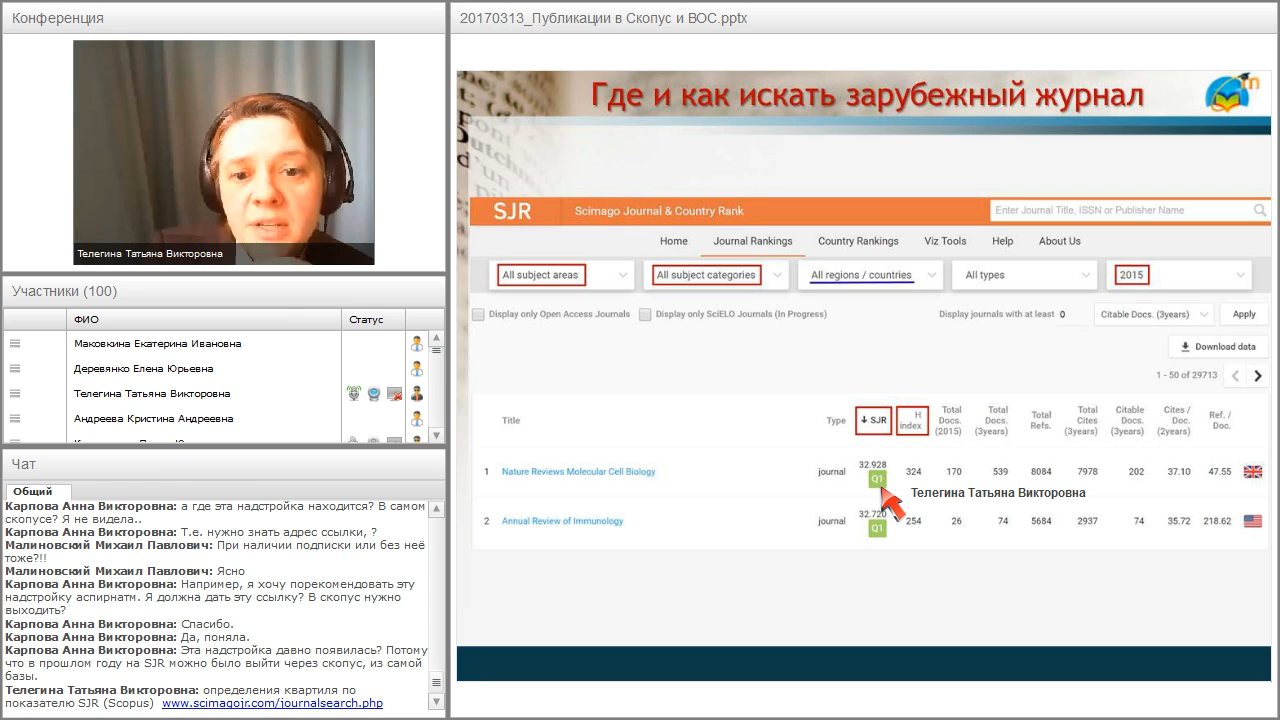 Конференция
Телегина Татьяна Викторовна
Участники (100)
ФИО Статус
Маковкина Екатерина Ивановна
Деревянко Елена Юрьевна
Телегина Татьяна Викторовна
Андреева Кристина Андреевна
Чат
Общий
Карпова Анна Викторовна: а где эта надстройка находится? В самом
скопусе? Я не видела..
Карпова Анна Викторовна: Т.е. нужно знать адрес ссылки, ?
Малиновский Михаил Павлович: При наличии подписки или без неё
тоже?!!
Малиновский Михаил Павлович: Ясно
Карпова Анна Викторовна: Например, я хочу порекомендовать эту
надстройку аспирнатм. Я должна дать эту ссылку? В скопус нужно
выходить?
Карпова Анна Викторовна: Спасибо.
Карпова Анна Викторовна: Да, поняла.
Карпова Анна Викторовна: Эта надстройка давно появилась? Потому
что в прошлом году на SJR можно было выйти через скопус, из самой
базы.
Телегина Татьяна Викторовна: определения квартиля по
показателю SJR (Scopus) www.scimagojr.com/journalsearch.php
20170313_Публикации в Скопус и ВОС.pptx
Где и как искать зарубежный журнал
SJR Scimago Journal & Country Rank Enter Journal Title, ISSN or Publisher Name
Home Journal Rankings Country Rankings Viz Tools Help About Us
All subject areas All subject categories All regions / countries All types 2015
Display only Open Access Journals Display only SciELO Journals (In Progress) Display journals with at least 0 Citable Docs. (3years) Apply
Download data
1 - 50 of 29713
Title Type SJR H index Total Docs. (2015) Total Docs. (3years) Total Refs. Total Cites (3years) Citable Docs. (3years) Cites / Doc. (2years) Ref. / Doc.
1 Nature Reviews Molecular Cell Biology journal 32.928 Q1 324 170 539 8084 7978 202 37.10 47.55
Телегина Татьяна Викторовна
2 Annual Review of Immunology journal 32.720 Q1 254 26 74 5684 2937 74 35.72 218.62